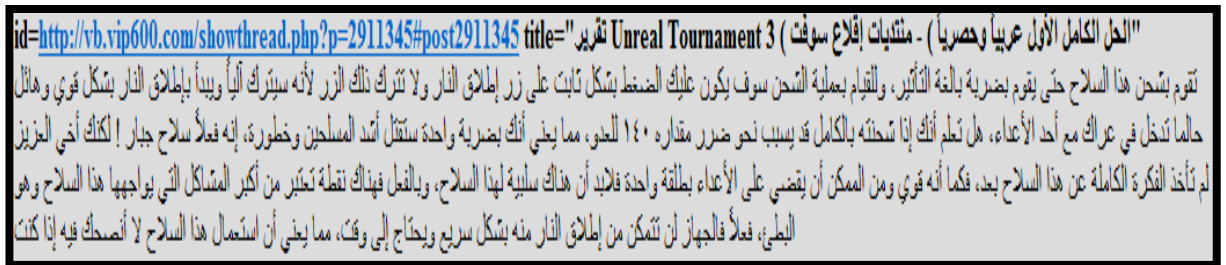 id=http://vb.vip600.com/showthread.php?p=2911345#post2911345 title="تقرير Unreal Tournament 3 ( الحل الكامل الأول عربياً وحصرياً ) - منتديات إقلاع سوفت"
تقوم بشحن هذا السلاح حتى يقوم بضربة بالغة التأثير، وللقيام بعملية الشحن سوف يكون عليك الضغط بشكل ثابت على زر إطلاق النار ولا تترك ذلك الزر لأنه سيترك آلياً ويبدأ بإطلاق النار بشكل قوي وهائل
حالما تدخل في عراك مع أحد الأعداء، هل تعلم أنك إذا شحنته بالكامل قد يسبب نحو ضرر مقداره ١٤٠ للعدو، مما يعني أنك بضربة واحدة ستقتل أشد المسلحين وخطورة، إنه فعلاً سلاح جبار ! لكنك أخي العزيز
لم تأخذ الفكرة الكاملة عن هذا السلاح بعد، فكما أنه قوي ومن الممكن أن يقضي على الأعداء بطلقة واحدة فلابد أن هناك سلبية لهذا السلاح، وبالفعل فهناك نقطة تعتبر من أكبر المشاكل التي يواجهها هذا السلاح وهو
البطئ، فعلاً فالجهاز لن تتمكن من إطلاق النار منه بشكل سريع ويحتاج إلى وقت، مما يعني أن استعمال هذا السلاح لا أنصحك فيه إذا كنت